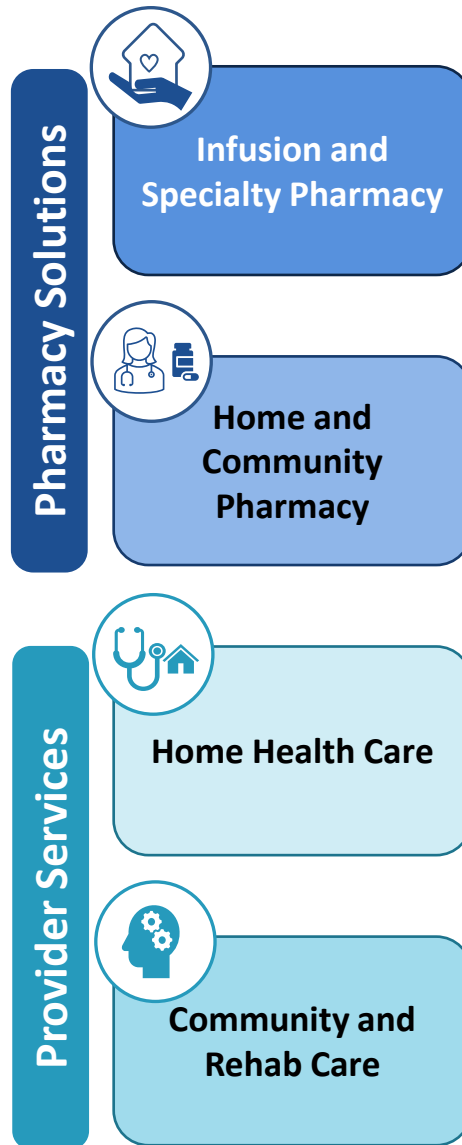 Pharmacy Solutions
Infusion and
Specialty Pharmacy
Home and
Community
Pharmacy
Provider Services
Home Health Care
Community and
Rehab Care